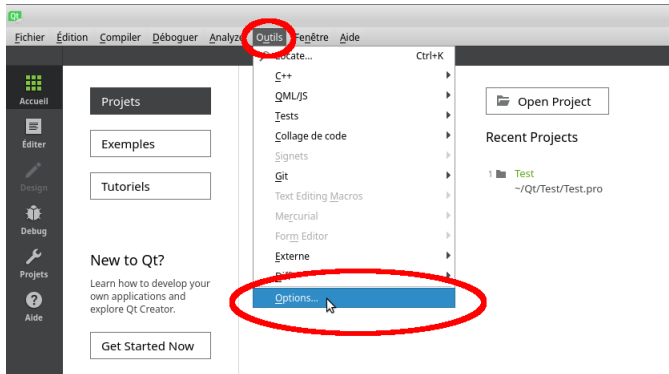 Qt
Fichier Édition Compiler Déboguer Analyze Outils Fenêtre Aide
Locate... Ctrl+K
C++
QML/JS
Tests
Collage de code
Signets
Git
Text Editing Macros
Mercurial
Form Editor
Externe
Options...
Accueil
Éditer
Design
Debug
Projets
Aide
Projets
Exemples
Tutoriels
New to Qt?
Learn how to develop your
own applications and
explore Qt Creator.
Get Started Now
Open Project
Recent Projects
1 Test
~/Qt/Test/Test.pro